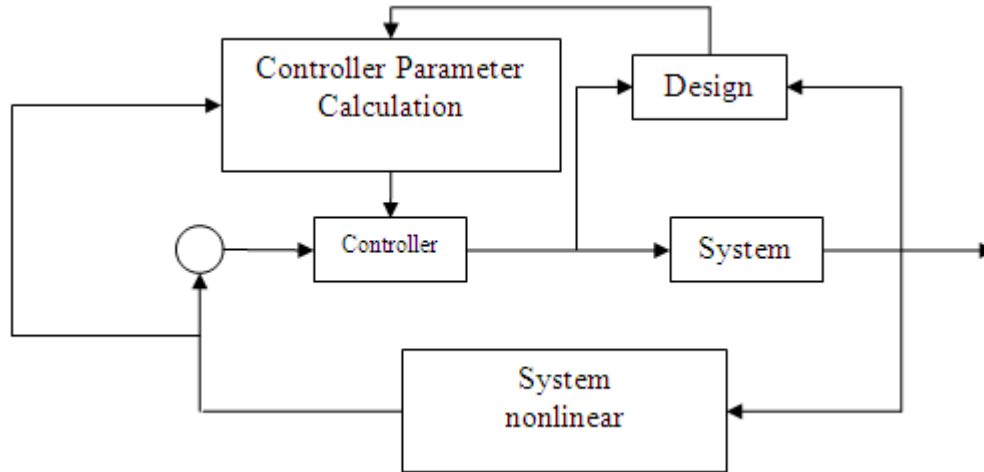 Controller Parameter
Calculation
Design
Controller
System
System
nonlinear